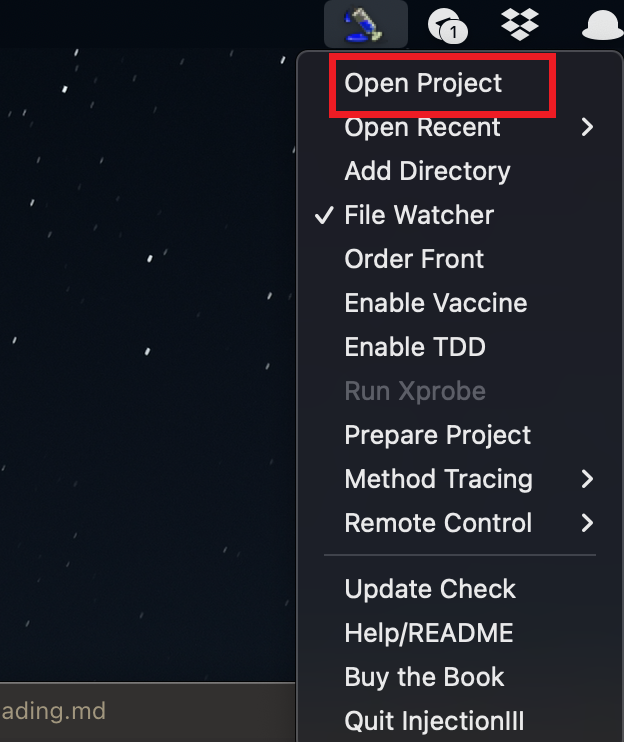 1
Open Project
Open Recent
Add Directory
File Watcher
Order Front
Enable Vaccine
Enable TDD
Run Xprobe
Prepare Project
Method Tracing
Remote Control
Update Check
Help/README
Buy the Book
ading.md
Quit InjectionIII